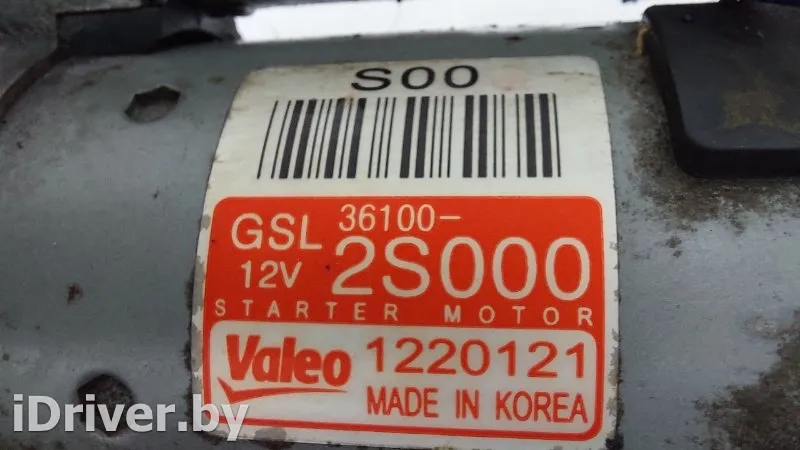 S00
GSL 36100-
12V 2S000
STARTER MOTOR
Valeo 1220121
MADE IN KOREA
iDriver.by